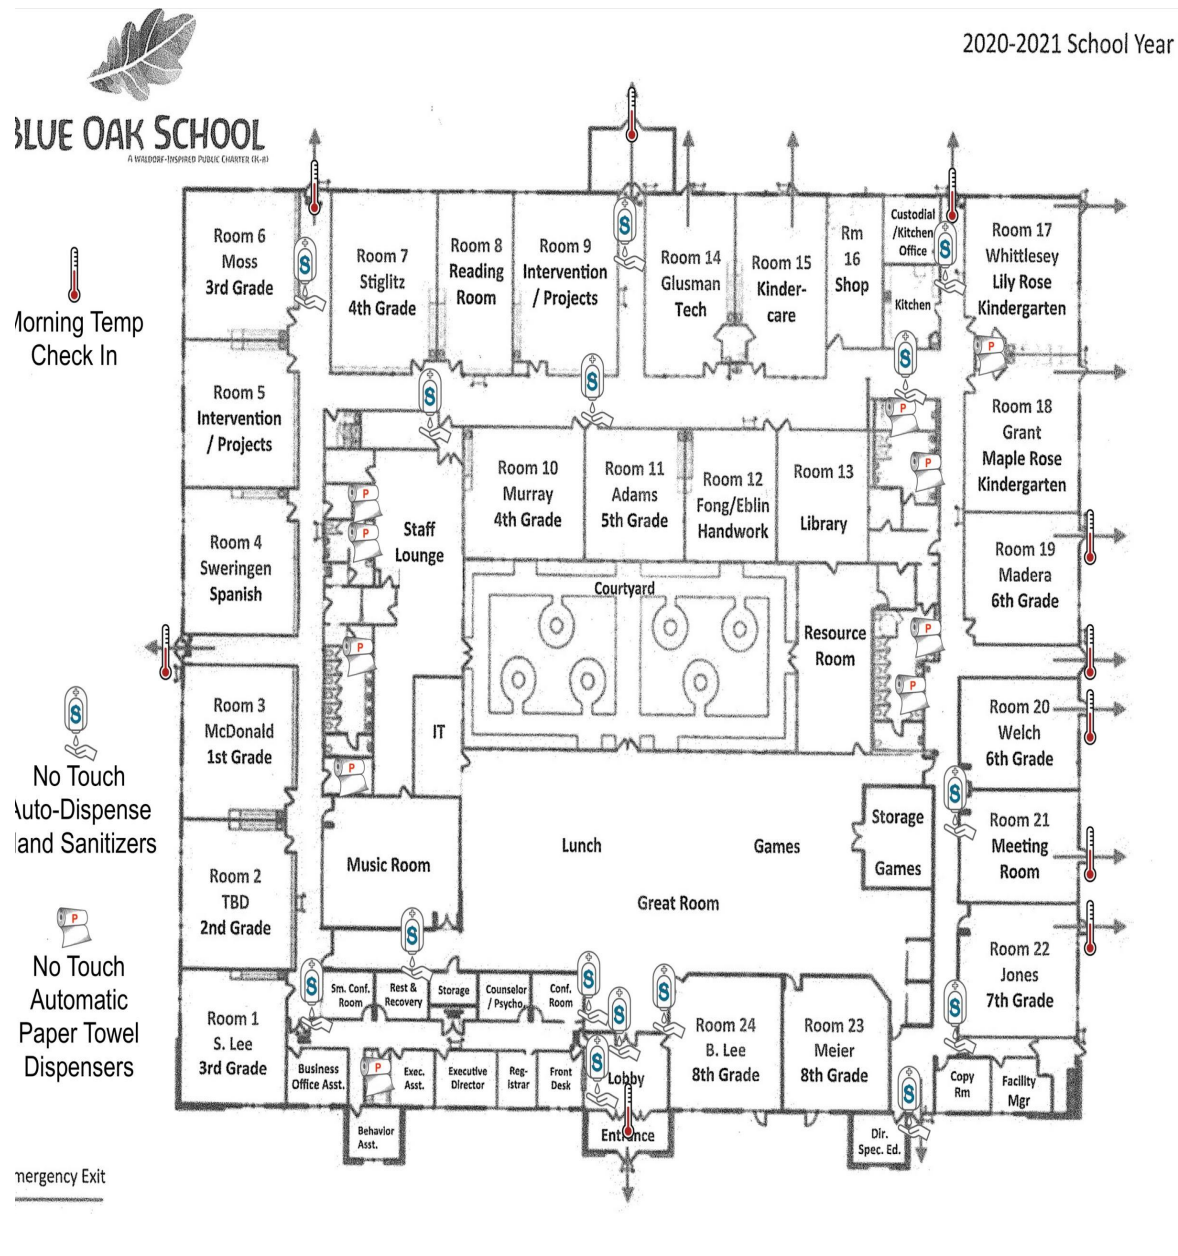 2020-2021 School Year
BLUE OAK SCHOOL
A WALDORF-INSPIRED PUBLIC CHARTER (K-8)
Morning Temp
Check In
No Touch
Auto-Dispense
Hand Sanitizers
No Touch
Automatic
Paper Towel
Dispensers
mergency Exit
Room 6
Moss
3rd Grade
Room 7
Stiglitz
4th Grade
Room 8
Reading
Room
Room 9
Intervention
/ Projects
Room 14
Glusman
Tech
Room 15
Kinder-
care
Rm
16
Shop
Custodial
/Kitchen
Office
Kitchen
Room 17
Whittlesey
Lily Rose
Kindergarten
Room 5
Intervention
/ Projects
Room 18
Grant
Maple Rose
Kindergarten
Room 4
Sweringen
Spanish
Staff
Lounge
Room 10
Murray
4th Grade
Room 11
Adams
5th Grade
Room 12
Fong/Eblin
Handwork
Room 13
Library
Room 19
Madera
6th Grade
Courtyard
Resource
Room
Room 3
McDonald
1st Grade
IT
Room 20
Welch
6th Grade
Room 2
TBD
2nd Grade
Music Room
Lunch
Games
Great Room
Storage
Games
Room 21
Meeting
Room
Room 22
Jones
7th Grade
Room 1
S. Lee
3rd Grade
Sm. Conf.
Room
Rest &
Recovery
Storage
Counselor
/ Psycho.
Conf.
Room
Business
Office Asst.
Exec.
Asst.
Executive
Director
Reg-
istrar
Front
Desk
Lobby
Entrance
Behavior
Asst.
Room 24
B. Lee
8th Grade
Room 23
Meier
8th Grade
Dir.
Spec. Ed.
Copy
Rm
Facility
Mgr